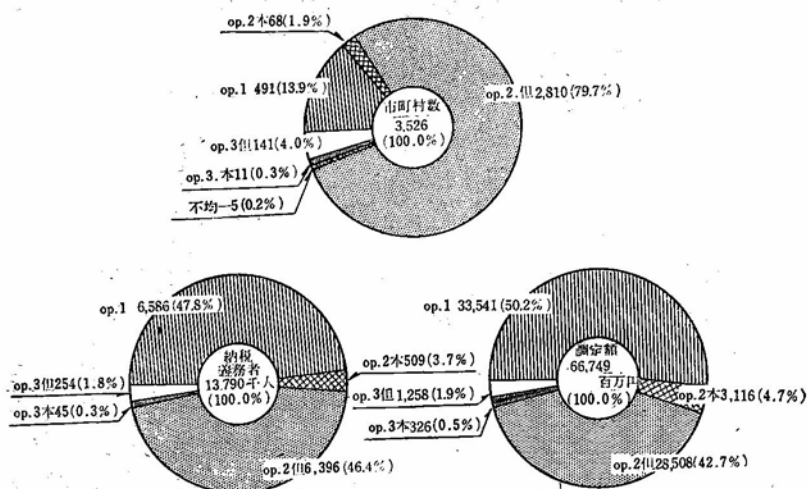 op.2本68(1.9%)
op.1 491(13.9%)
op.2.但2,810(79.7%)
市町村数
3,526
(100.0%)
op.3但141(4.0%)
op.3.本11(0.3%)
不均一5(0.2%)
op.1 6,586(47.8%)
納税
義務者
13,790千人
(100.0%)
op.2本509(3.7%)
op.3但254(1.8%)
op.3本45(0.3%)
op.2但6,396(46.4%)
op.1 33,541(50.2%)
測定額
66,749
百万円
(100.0%)
op.2本3,116(4.7%)
op.3但1,258(1.9%)
op.3本326(0.5%)
op.2但28,508(42.7%)